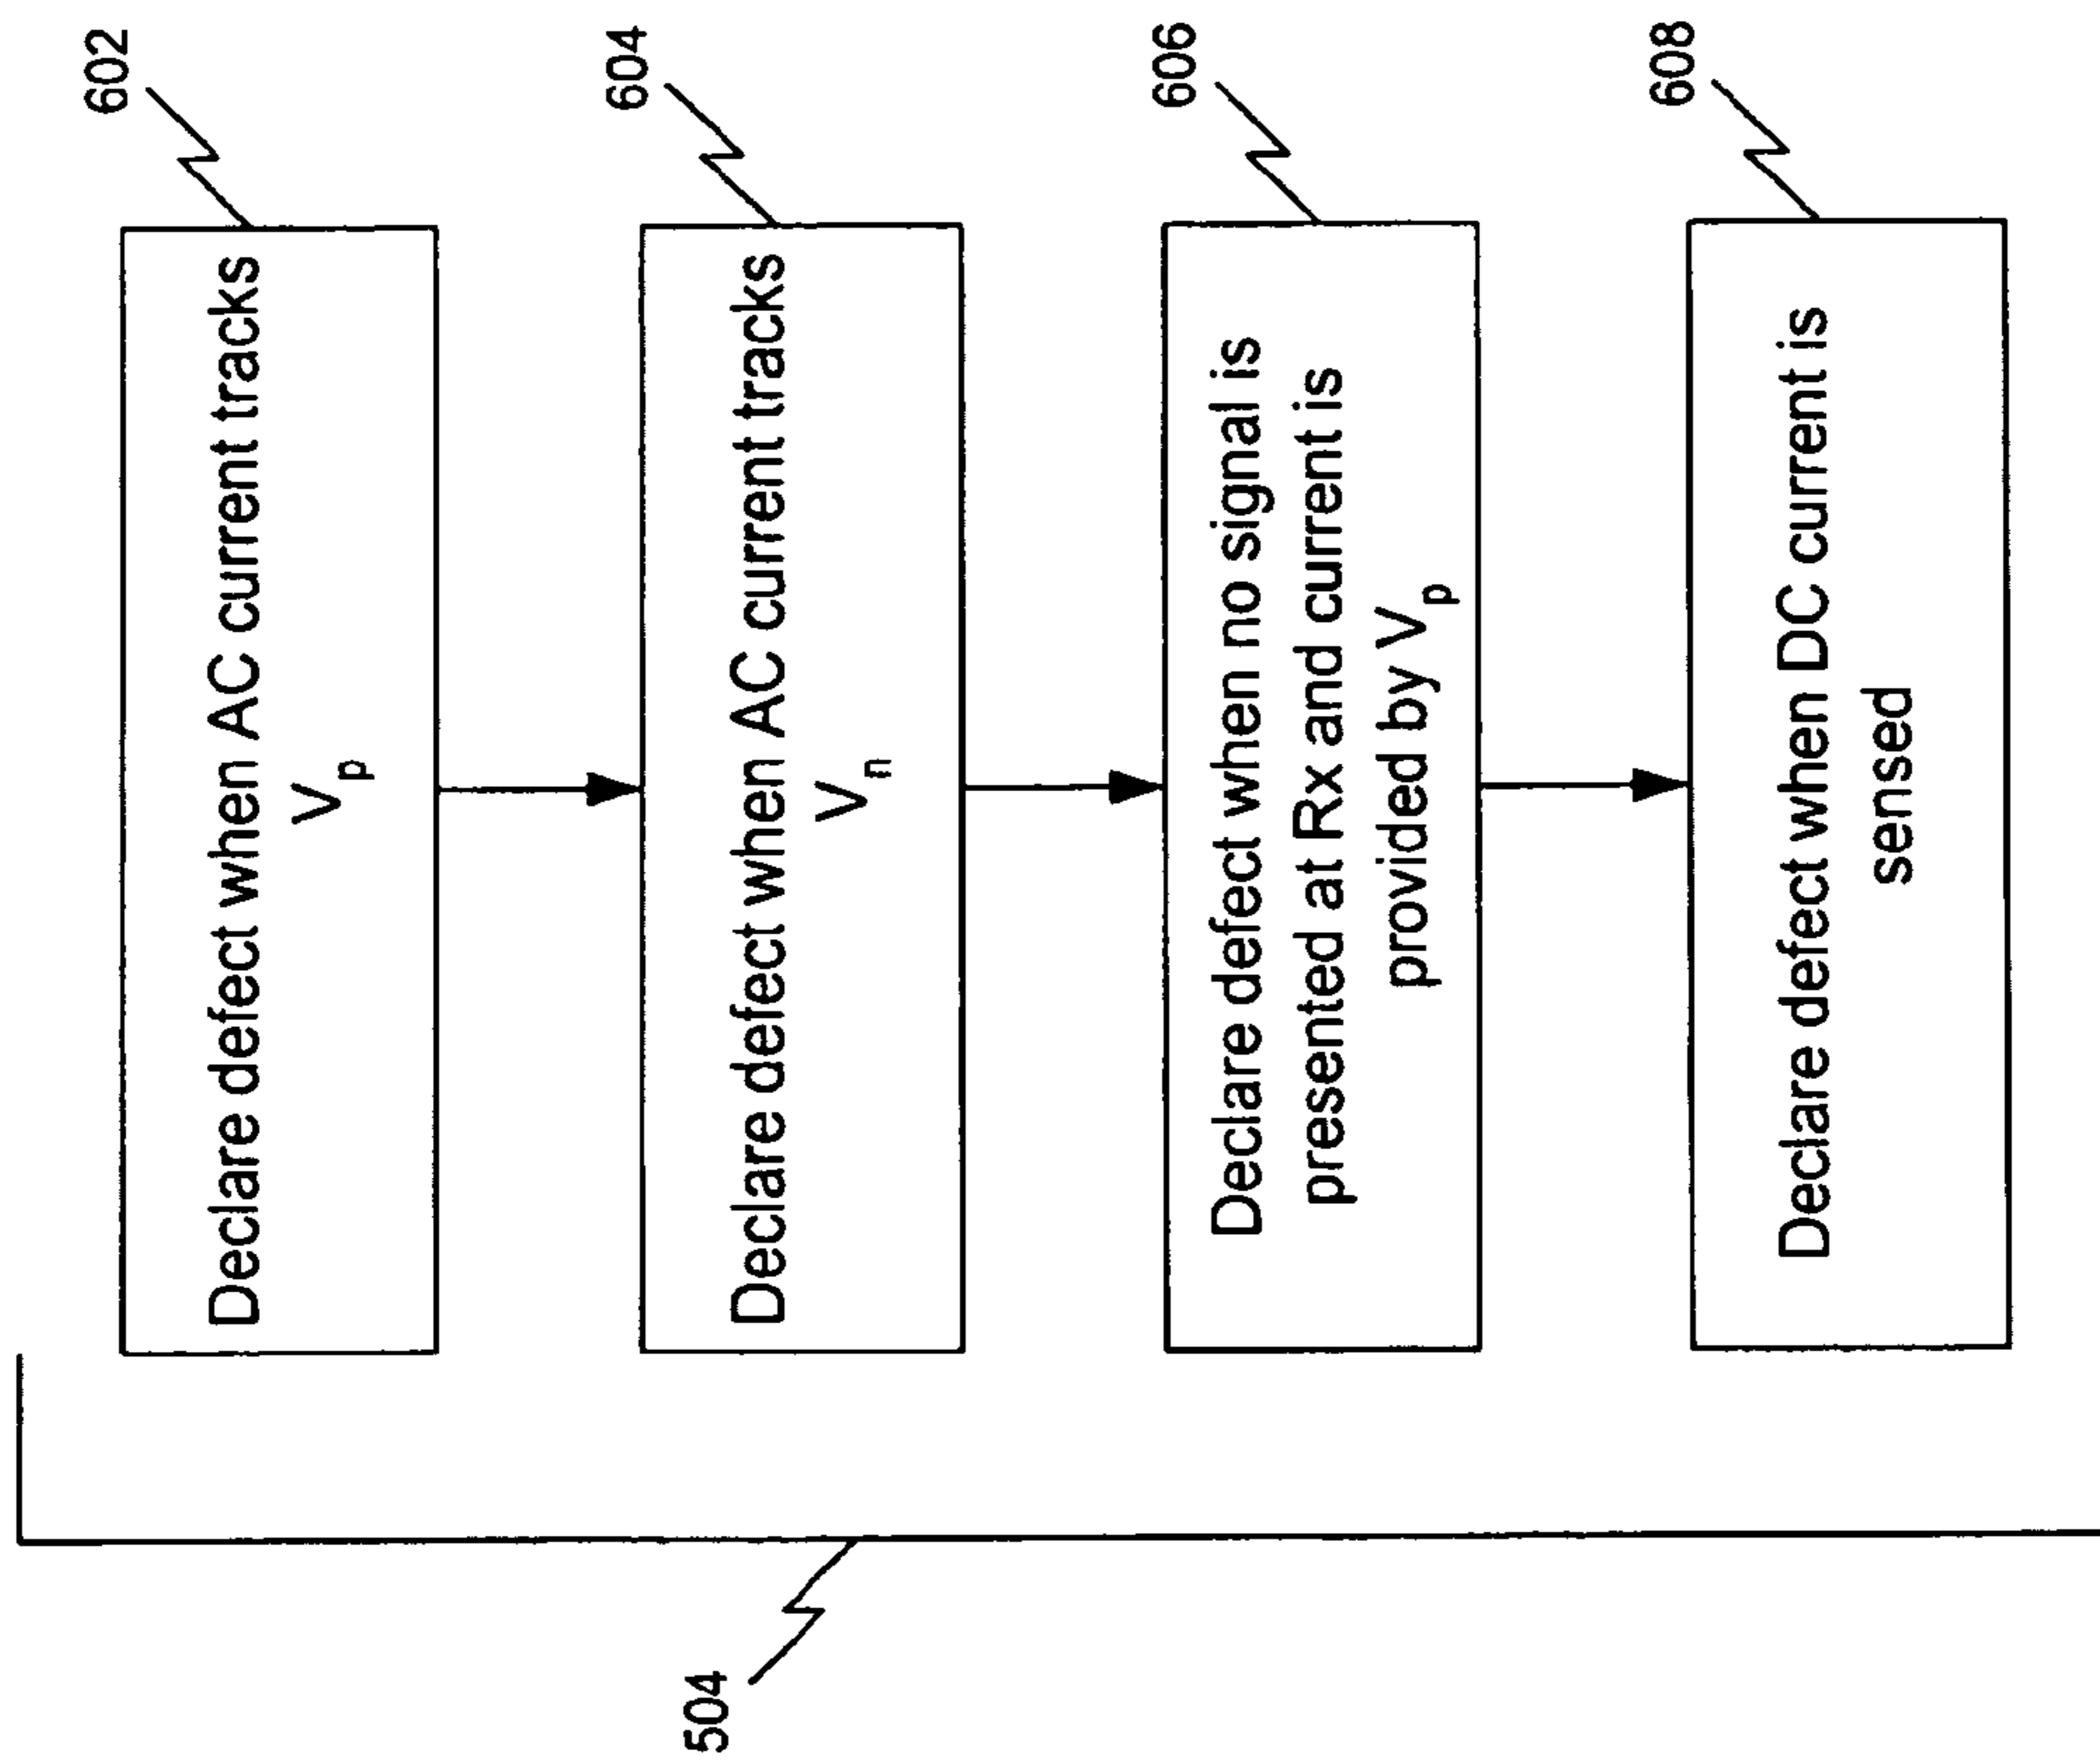 602
Declare defect when AC current tracks
Vp
604
Declare defect when AC current tracks
Vn
606
Declare defect when no signal is
presented at Rx and current is
provided by Vp
608
Declare defect when DC current is
sensed
504